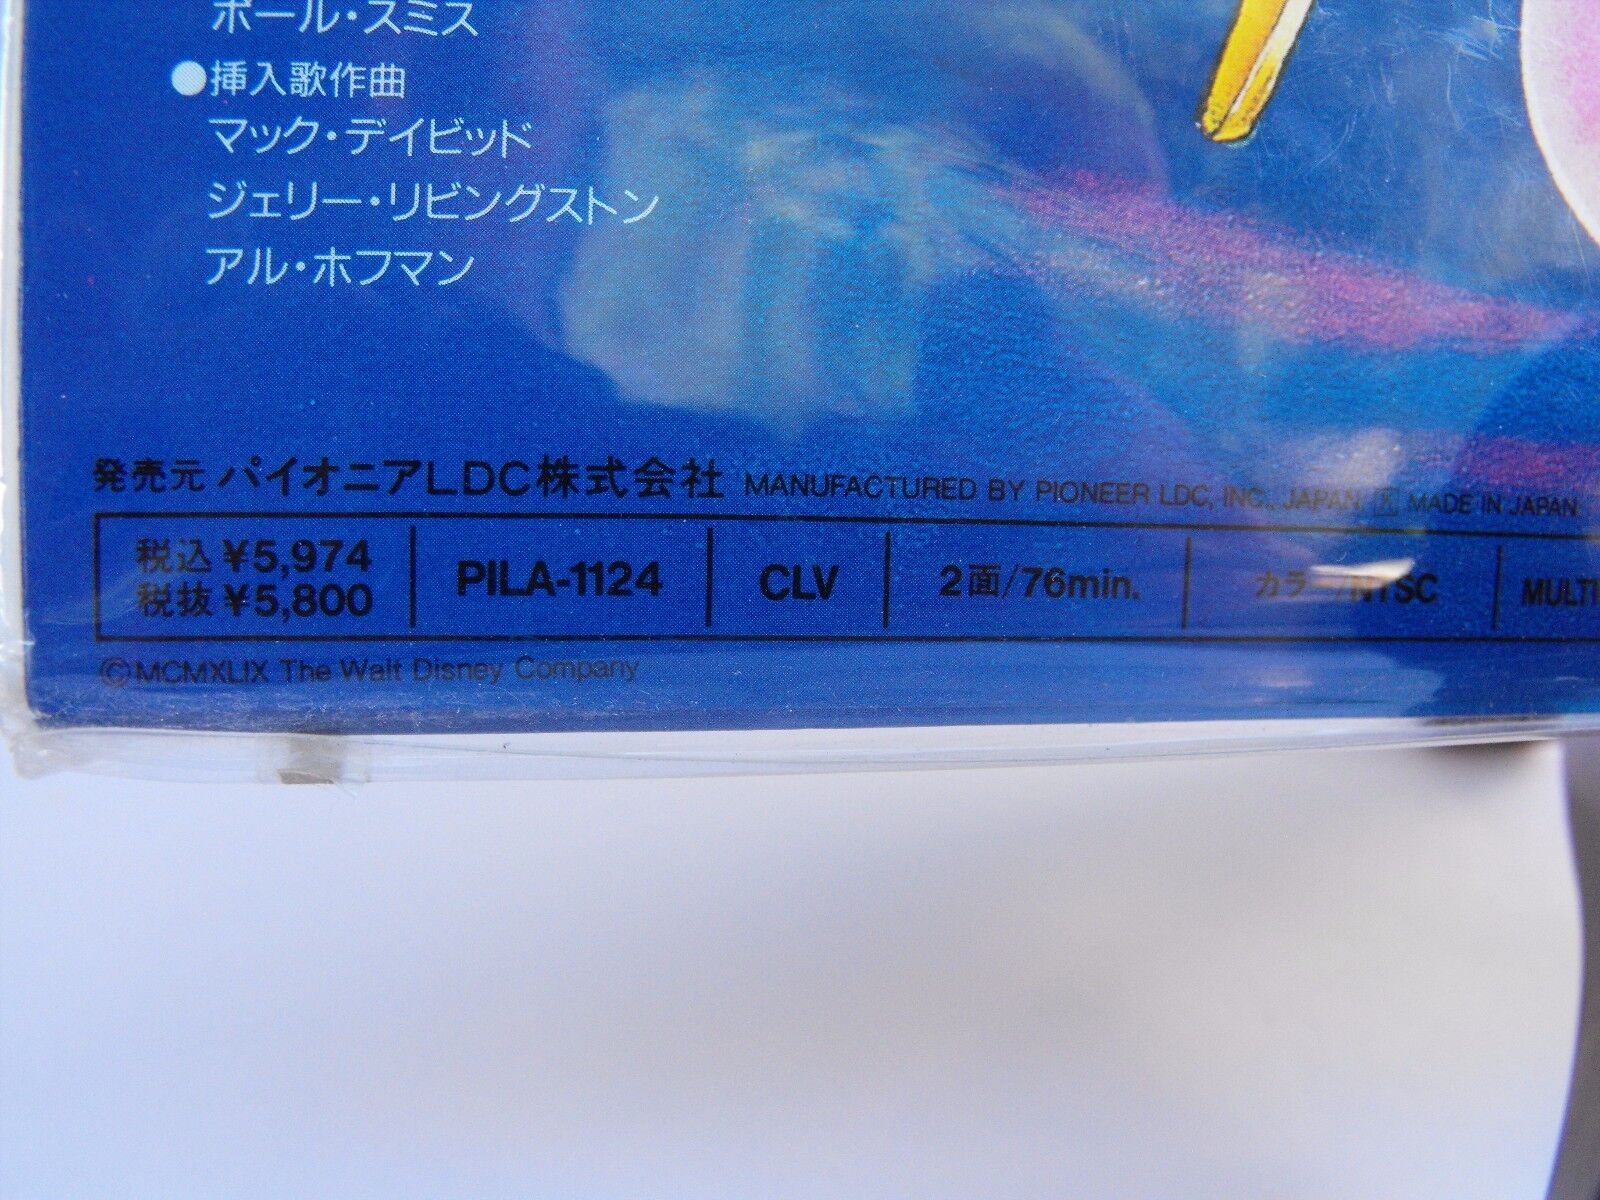 ポール・スミス
●挿入歌作曲
マック・デイビッド
ジェリー・リビングストン
アル・ホフマン
発売元 パイオニアLDC株式会社 MANUFACTURED BY PIONEER LDC, INC., JAPAN MADE IN JAPAN
税込 ¥5,974
税抜 ¥5,800
PILA-1124
CLV
2面/76min.
カラー/NTSC
©MCMXLIX The Walt Disney Company